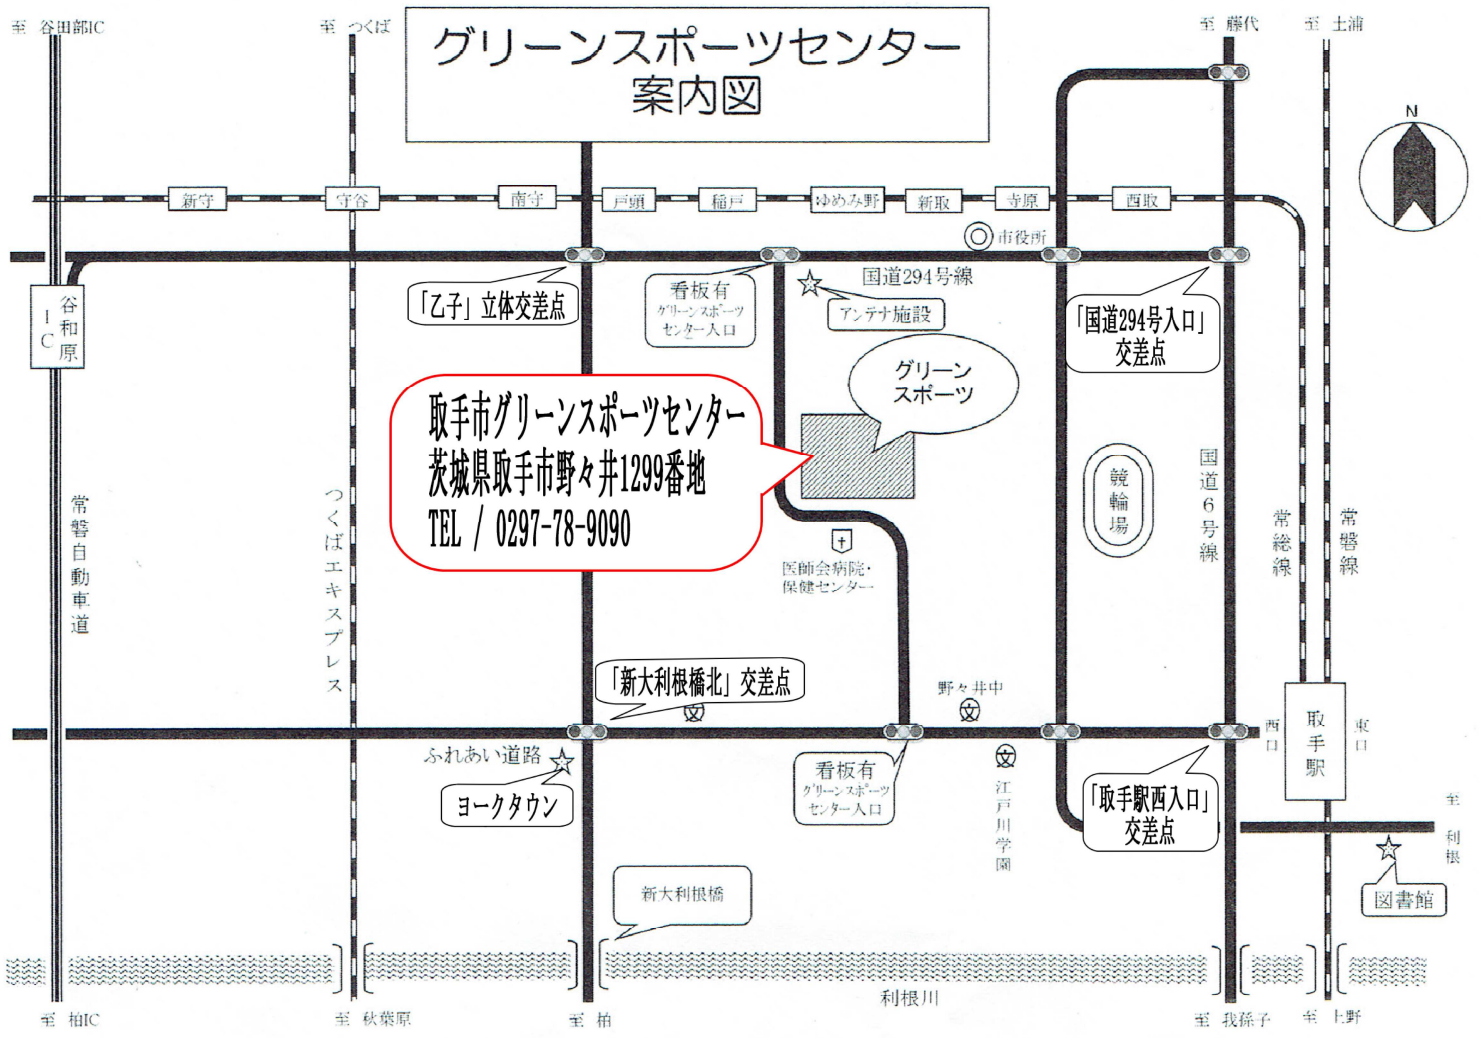 グリーンスポーツセンター
案内図
至 谷田部IC
至 つくば
至 藤代
至 土浦
N
新守
守谷
南守
戸頭
稲戸
ゆめみ野
新取
寺原
西取
市役所
国道294号線
「乙子」立体交差点
看板有
グリーンスポーツ
センター入口
アンテナ施設
「国道294号入口」
交差点
谷和原
IC
グリーン
スポーツ
取手市グリーンスポーツセンター
茨城県取手市野々井1299番地
TEL / 0297-78-9090
常磐自動車道
つくばエキスプレス
競輪場
国道6号線
常総線
常磐線
医師会病院・
保健センター
「新大利根橋北」交差点
文
野々井中
文
西口
取手駅
東口
ふれあい道路
ヨークタウン
看板有
グリーンスポーツ
センター入口
文
江戸川学園
「取手駅西入口」
交差点
至 利根
図書館
新大利根橋
利根川
至 柏IC
至 秋葉原
至 柏
至 我孫子
至 上野